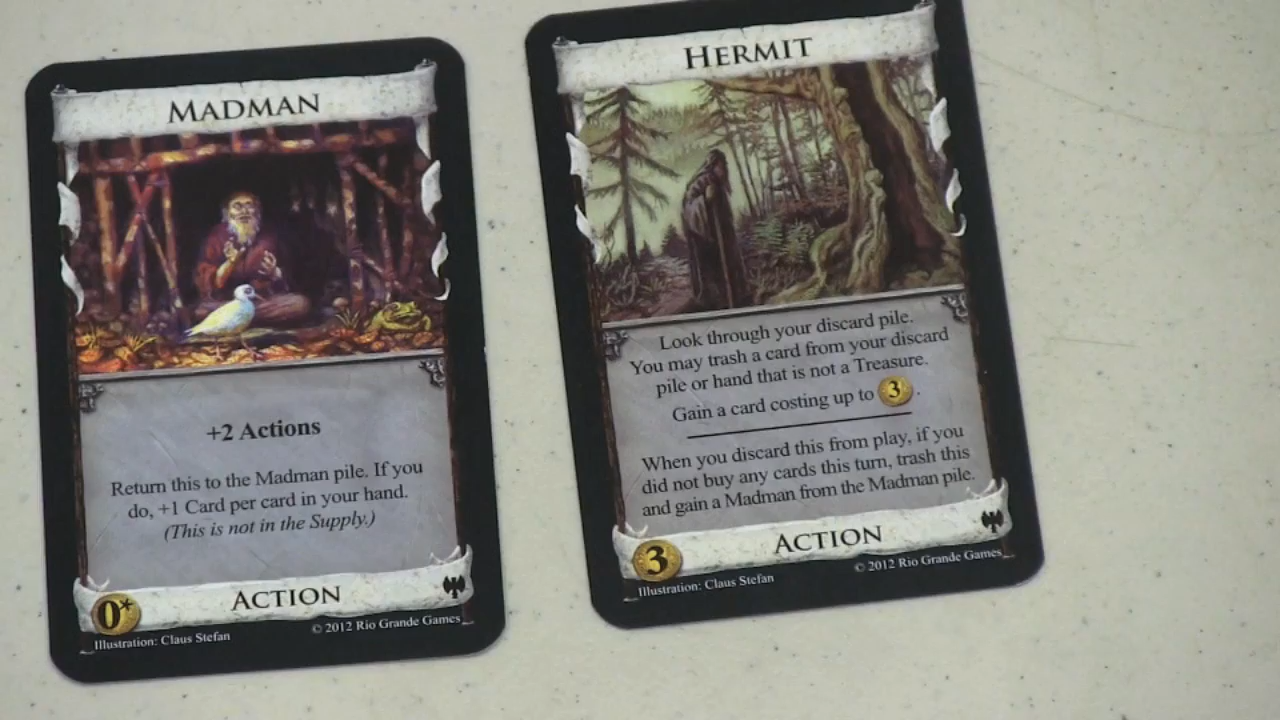 MADMAN
+2 Actions
Return this to the Madman pile. If you
do, +1 Card per card in your hand.
(This is not in the Supply.)
0*
ACTION
Illustration: Claus Stefan
© 2012 Rio Grande Games
HERMIT
Look through your discard pile.
You may trash a card from your discard
pile or hand that is not a Treasure.
Gain a card costing up to 3.
When you discard this from play, if you
did not buy any cards this turn, trash this
and gain a Madman from the Madman pile.
3
ACTION
Illustration: Claus Stefan
© 2012 Rio Grande Games